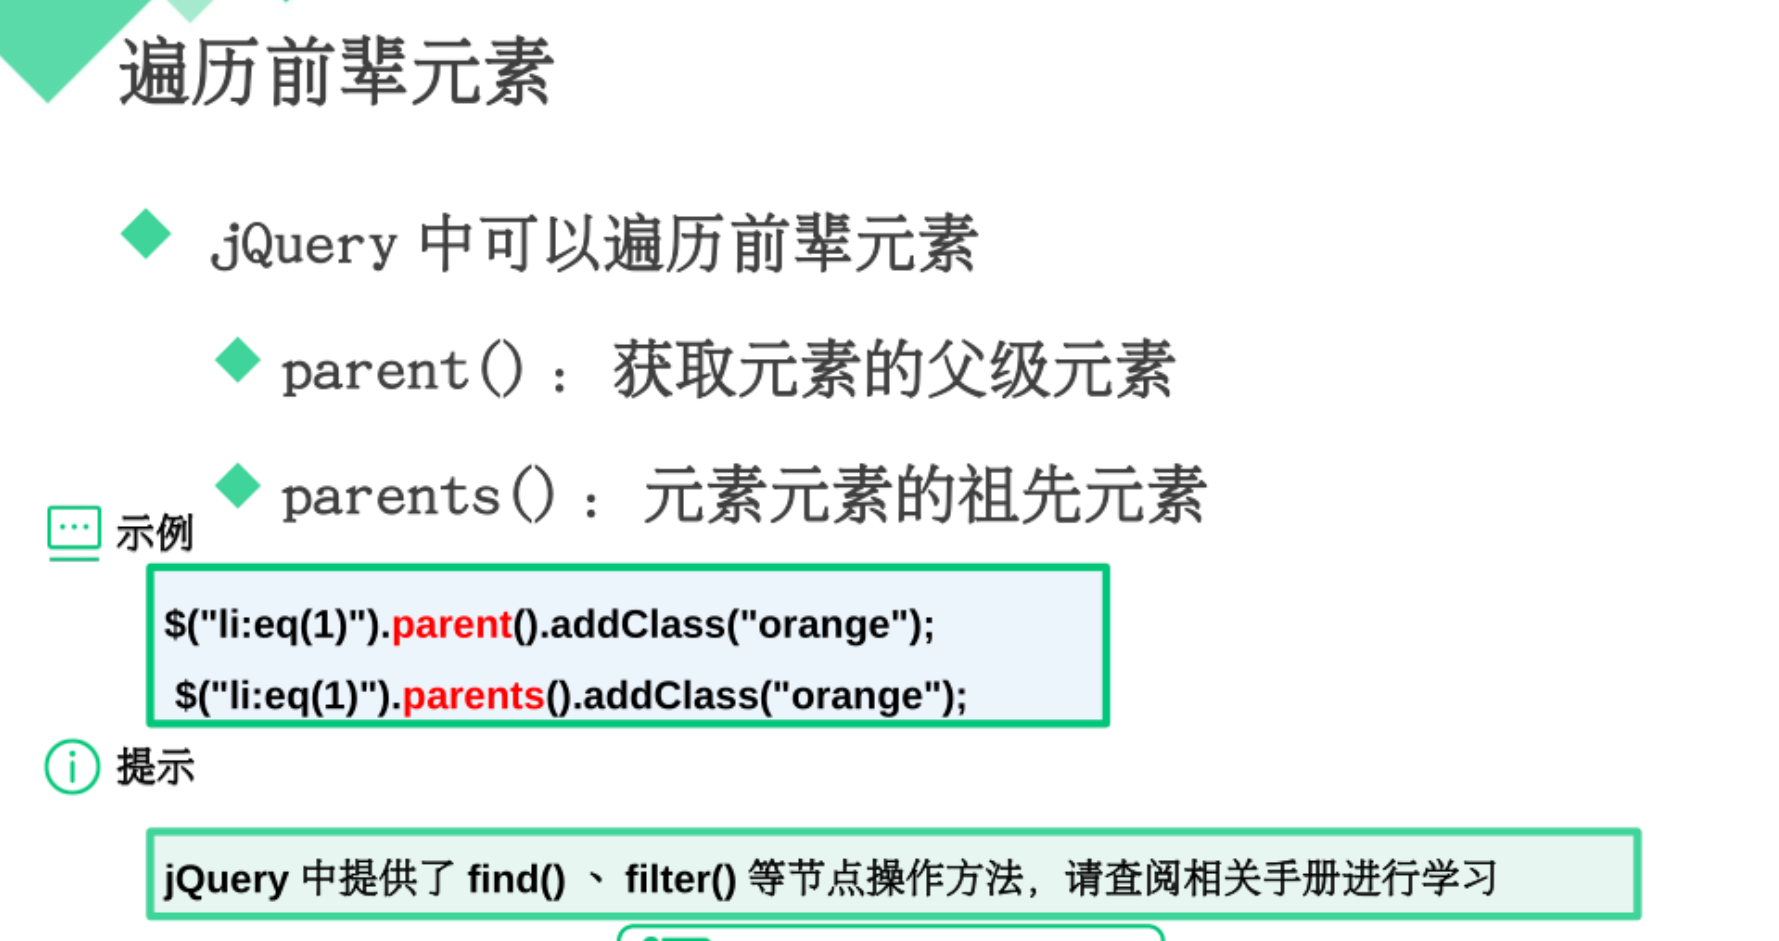 遍历前辈元素
jQuery 中可以遍历前辈元素
parent()：获取元素的父级元素
parents()：元素元素的祖先元素
示例
$("li:eq(1)").parent().addClass("orange");
$("li:eq(1)").parents().addClass("orange");
提示
jQuery 中提供了 find() 、 filter() 等节点操作方法，请查阅相关手册进行学习